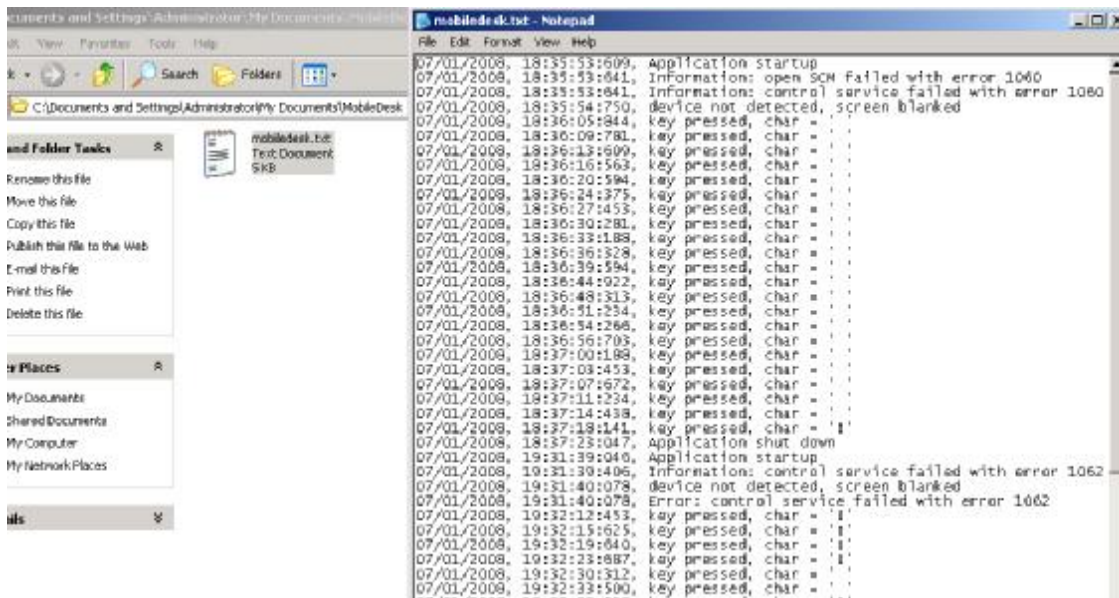 cuments and Settings\Administrator\My Documents\
View Favorites Tools Help
Search Folders
C:\Documents and Settings\Administrator\My Documents\MobileDesk
mobiledesk.txt
Text Document
5 KB
and Folder Tasks
Rename this file
Move this file
Copy this file
Publish this file to the Web
E-mail this file
Print this file
Delete this file
r Places
My Documents
Shared Documents
My Computer
My Network Places
ails
mobiledesk.txt - Notepad
File Edit Format View Help
07/01/2008, 18:35:53:609, Application startup
07/01/2008, 18:35:53:641, Information: open SCM failed with error 1060
07/01/2008, 18:35:53:641, Information: control service failed with error 1060
07/01/2008, 18:35:54:750, device not detected, screen blanked
07/01/2008, 18:36:05:844, key pressed, char = ' '
07/01/2008, 18:36:09:781, key pressed, char = ' '
07/01/2008, 18:36:13:609, key pressed, char = ' '
07/01/2008, 18:36:16:563, key pressed, char = ' '
07/01/2008, 18:36:20:594, key pressed, char = ' '
07/01/2008, 18:36:24:375, key pressed, char = ' '
07/01/2008, 18:36:27:453, key pressed, char = ' '
07/01/2008, 18:36:30:281, key pressed, char = ' '
07/01/2008, 18:36:33:188, key pressed, char = ' '
07/01/2008, 18:36:36:328, key pressed, char = ' '
07/01/2008, 18:36:39:594, key pressed, char = ' '
07/01/2008, 18:36:44:922, key pressed, char = ' '
07/01/2008, 18:36:48:313, key pressed, char = ' '
07/01/2008, 18:36:51:234, key pressed, char = ' '
07/01/2008, 18:36:54:266, key pressed, char = ' '
07/01/2008, 18:36:56:703, key pressed, char = ' '
07/01/2008, 18:37:00:188, key pressed, char = ' '
07/01/2008, 18:37:03:453, key pressed, char = ' '
07/01/2008, 18:37:07:672, key pressed, char = ' '
07/01/2008, 18:37:11:234, key pressed, char = ' '
07/01/2008, 18:37:14:438, key pressed, char = ' '
07/01/2008, 18:37:18:141, key pressed, char =
07/01/2008, 18:37:23:047, Application shut down
07/01/2008, 19:31:39:046, Application startup
07/01/2008, 19:31:39:406, Information: control service failed with error 1062
07/01/2008, 19:31:40:078, device not detected, screen blanked
07/01/2008, 19:31:40:078, Error: control service failed with error 1062
07/01/2008, 19:32:12:453, key pressed, char =
07/01/2008, 19:32:15:625, key pressed, char =
07/01/2008, 19:32:19:640, key pressed, char =
07/01/2008, 19:32:23:687, key pressed, char =
07/01/2008, 19:32:30:312, key pressed, char = ' '
07/01/2008, 19:32:33:500, key pressed, char =